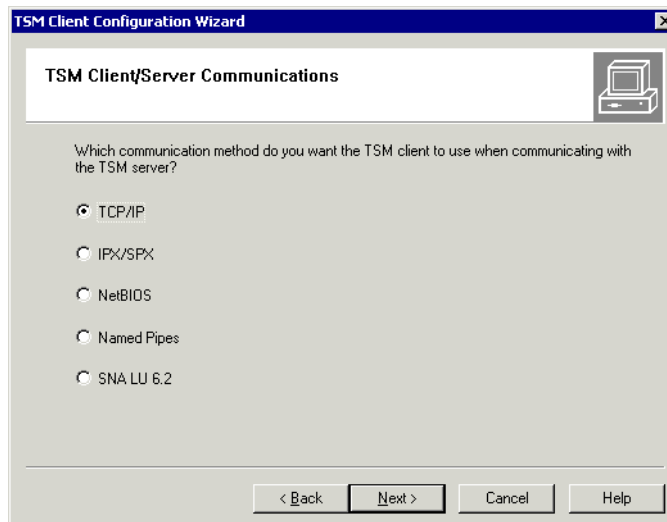 TSM Client Configuration Wizard
TSM Client/Server Communications
Which communication method do you want the TSM client to use when communicating with
the TSM server?
TCP/IP
IPX/SPX
NetBIOS
Named Pipes
SNA LU 6.2
< Back Next > Cancel Help